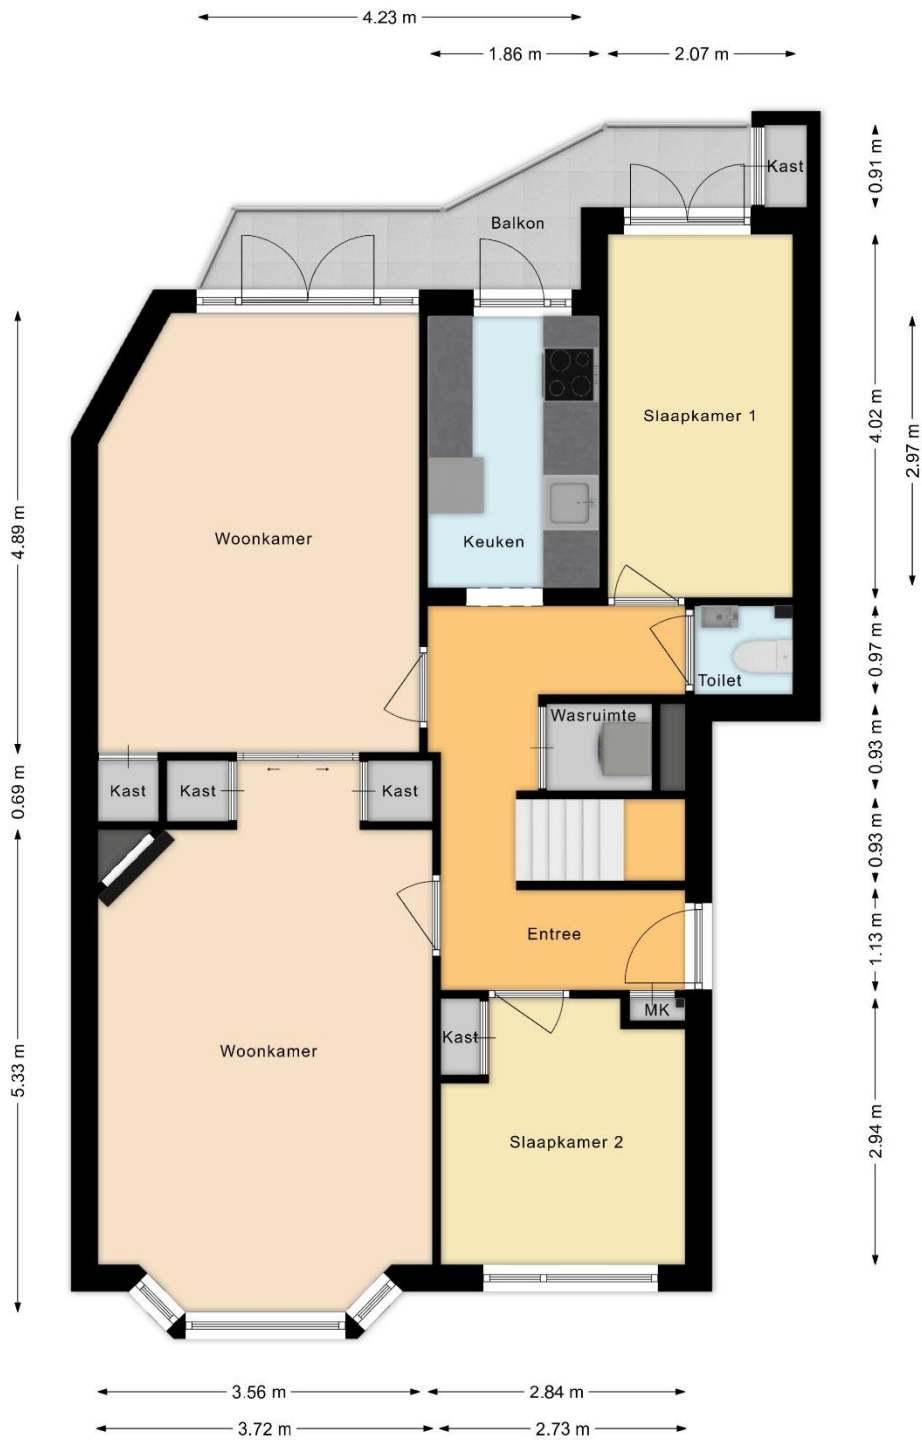 4.23 m
1.86 m
2.07 m
0.91 m
Kast
Balkon
4.89 m
4.02 m
2.97 m
Slaapkamer 1
Woonkamer
Keuken
0.97 m
Toilet
Wasruimte
0.93 m
0.69 m
Kast
Kast
Kast
0.93 m
Entree
1.13 m
MK
Kast
Woonkamer
5.33 m
Slaapkamer 2
2.94 m
3.56 m
2.84 m
3.72 m
2.73 m